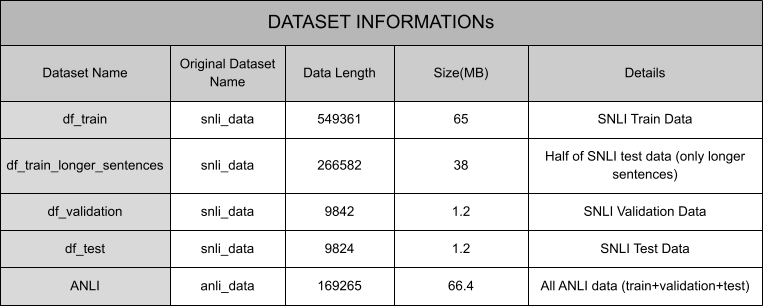 DATASET INFORMATIONs
Dataset Name
Original Dataset
Name
Data Length
Size(MB)
Details
df_train
snli_data
549361
65
SNLI Train Data
df_train_longer_sentences
snli_data
266582
38
Half of SNLI test data (only longer
sentences)
df_validation
snli_data
9842
1.2
SNLI Validation Data
df_test
snli_data
9824
1.2
SNLI Test Data
ANLI
anli_data
169265
66.4
All ANLI data (train+validation+test)